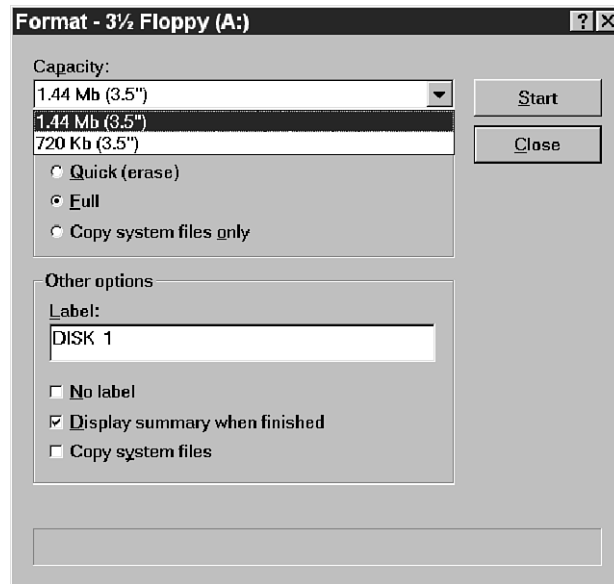 Format - 3½ Floppy (A:)
Capacity:
1.44 Mb (3.5")
1.44 Mb (3.5")
720 Kb (3.5")
Quick (erase)
Full
Copy system files only
Other options
Label:
DISK 1
No label
Display summary when finished
Copy system files
Start
Close